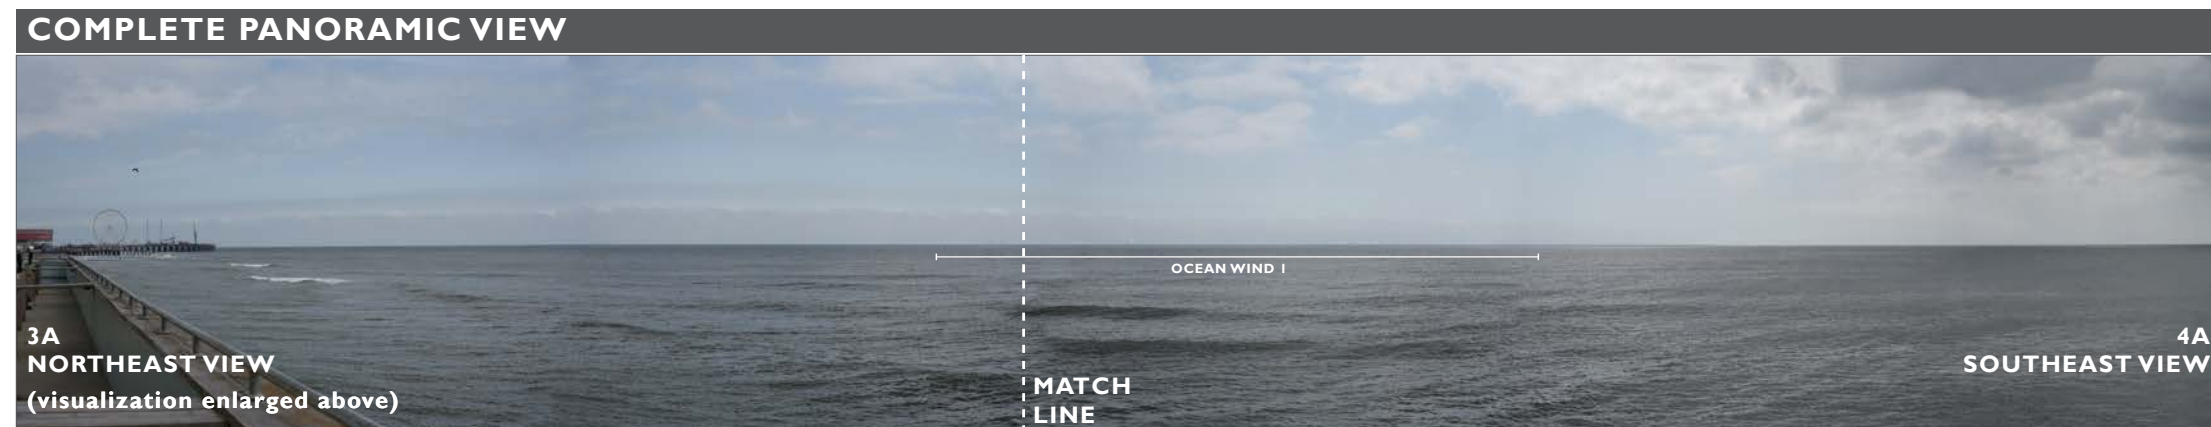 COMPLETE PANORAMIC VIEW
OCEAN WIND 1
3A
NORTHEAST VIEW
(visualization enlarged above)
MATCH
LINE
4A
SOUTHEAST VIEW